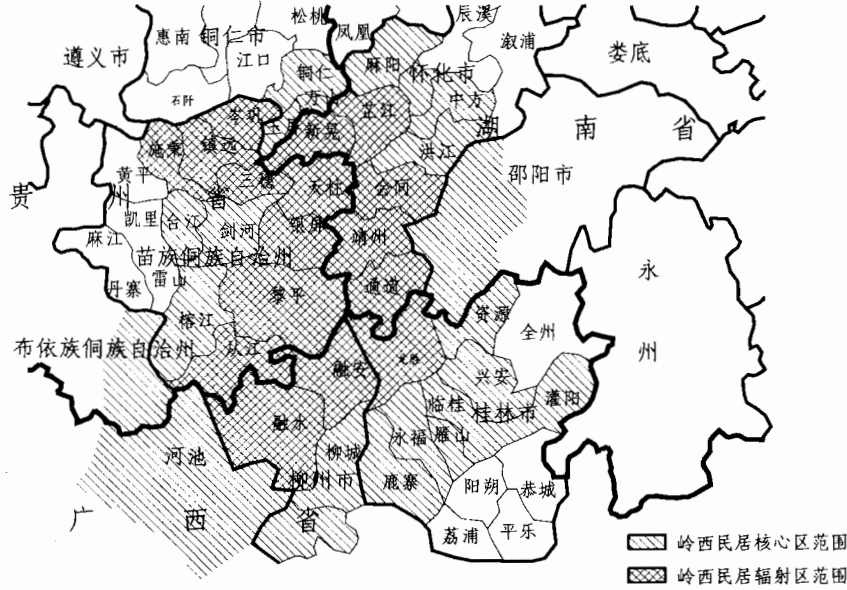 松桃
凤凰
辰溪
惠南
铜仁市
溆浦
遵义市
江口
娄底
麻阳
铜仁
怀化市
石阡
中方
岑巩
芷江
湖南省
玉屏
新晃
施秉
镇远
洪江
黄平
三穗
天柱
会同
邵阳市
贵州省
凯里
台江
剑河
锦屏
靖州
麻江
苗族侗族自治州
永州
雷山
丹寨
黎平
通道
资源
榕江
全州
布依族侗族自治州
从江
融安
龙胜
兴安
灌阳
临桂
桂林市
融水
永福
雁山
河池
柳城
柳州市
鹿寨
阳朔
恭城
广西省
荔浦
平乐
岭西民居核心区范围
岭西民居辐射区范围